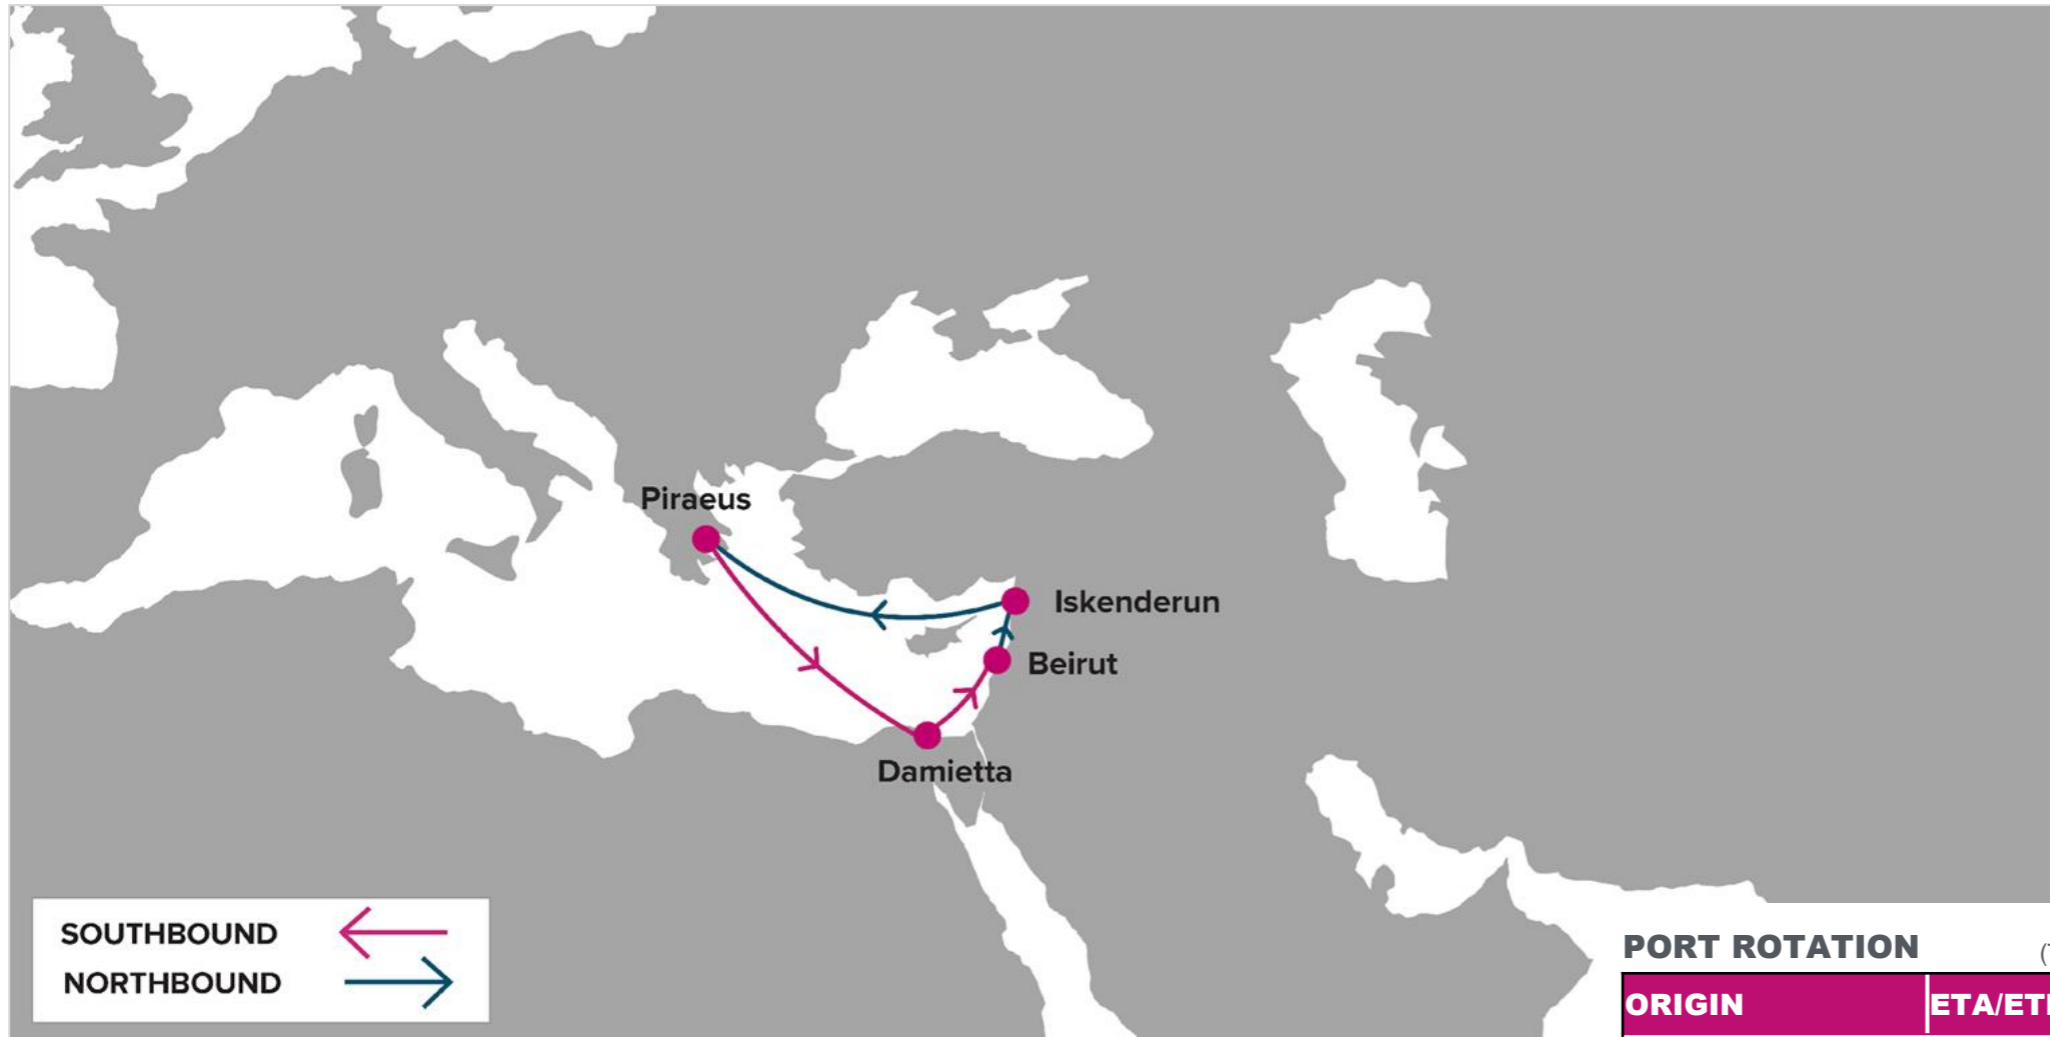 Piraeus
Iskenderun
Beirut
Damietta
SOUTHBOUND
NORTHBOUND
PORT ROTATION
ORIGIN